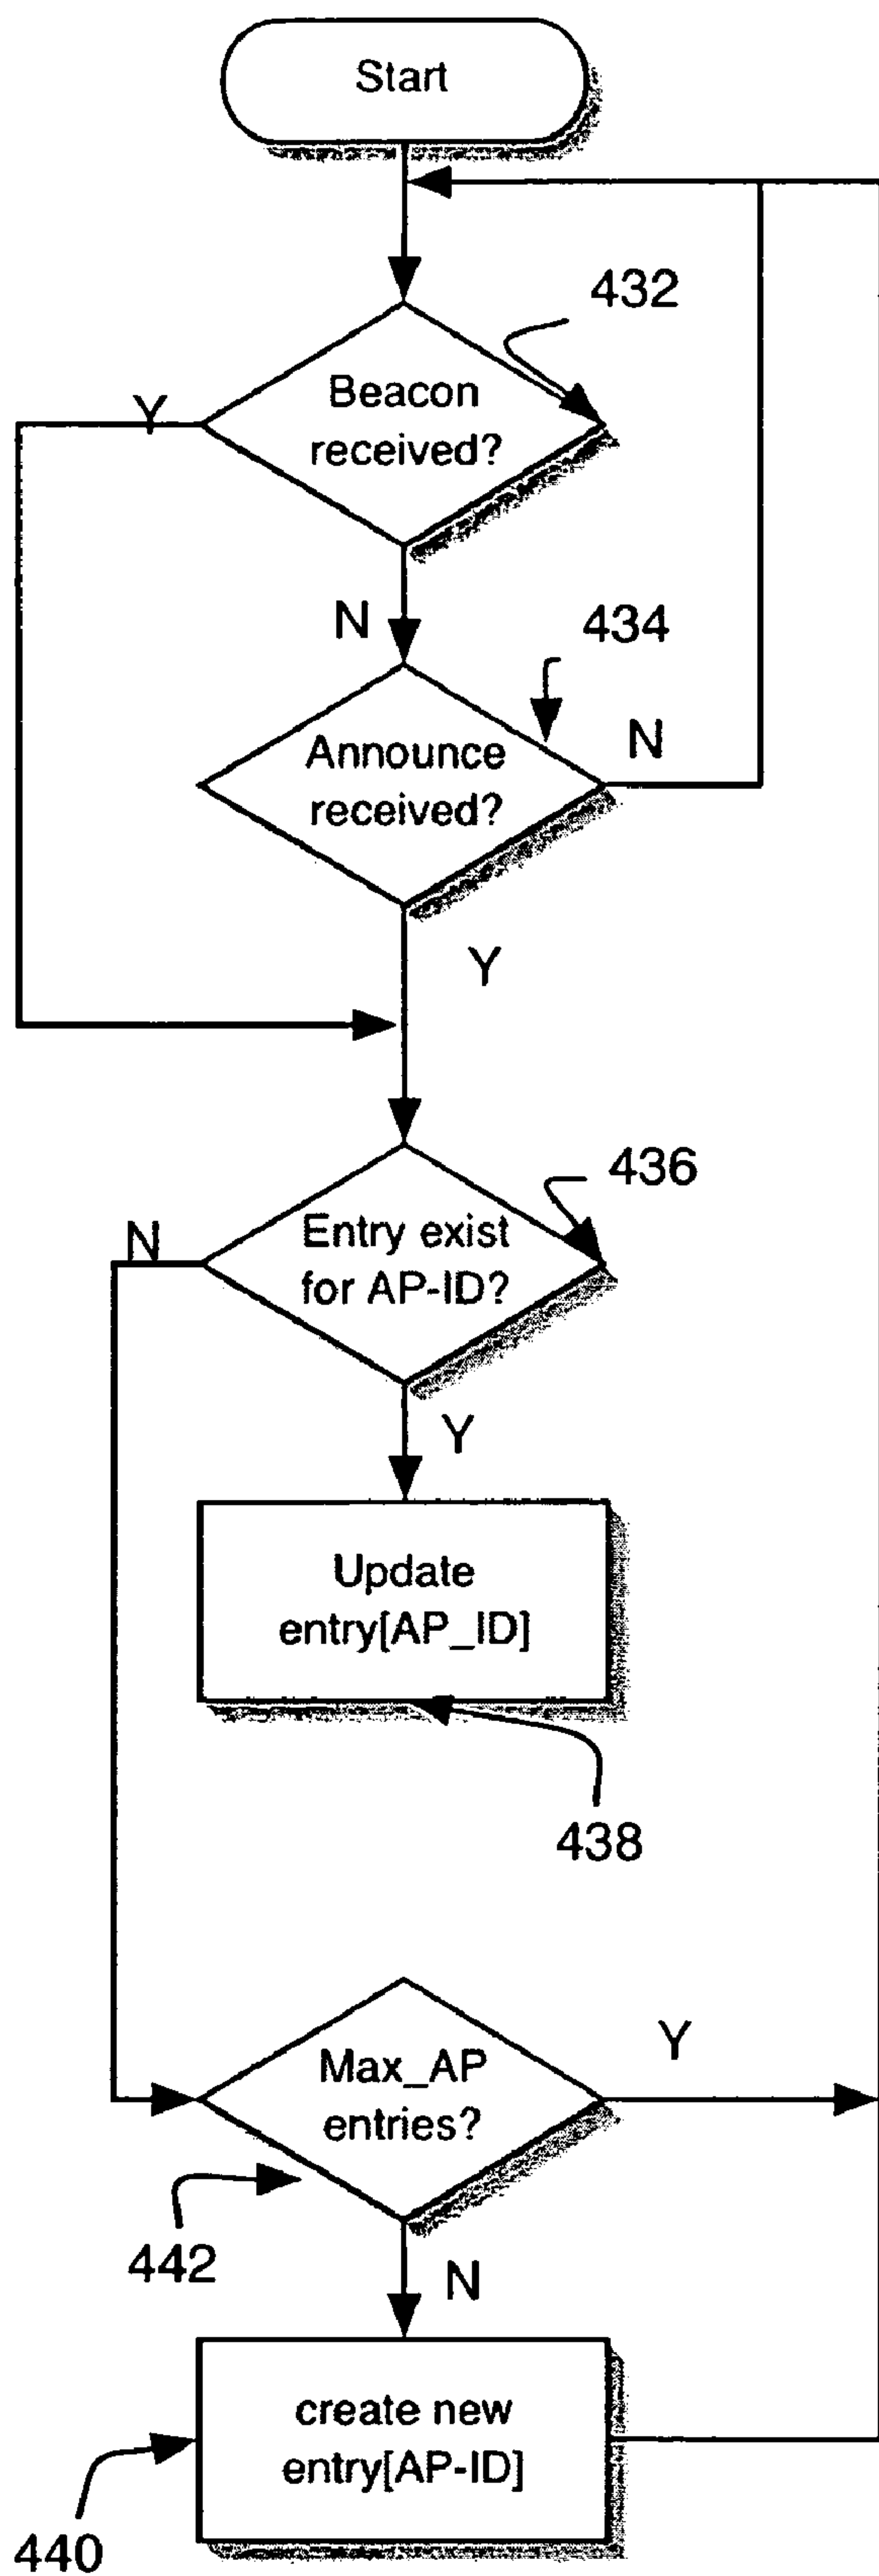 Start
432
Beacon
received?
Y
N
434
Announce
received?
N
Y
436
Entry exist
for AP-ID?
N
Y
Update
entry[AP_ID]
438
Max_AP
entries?
Y
442
N
create new
entry[AP-ID]
440